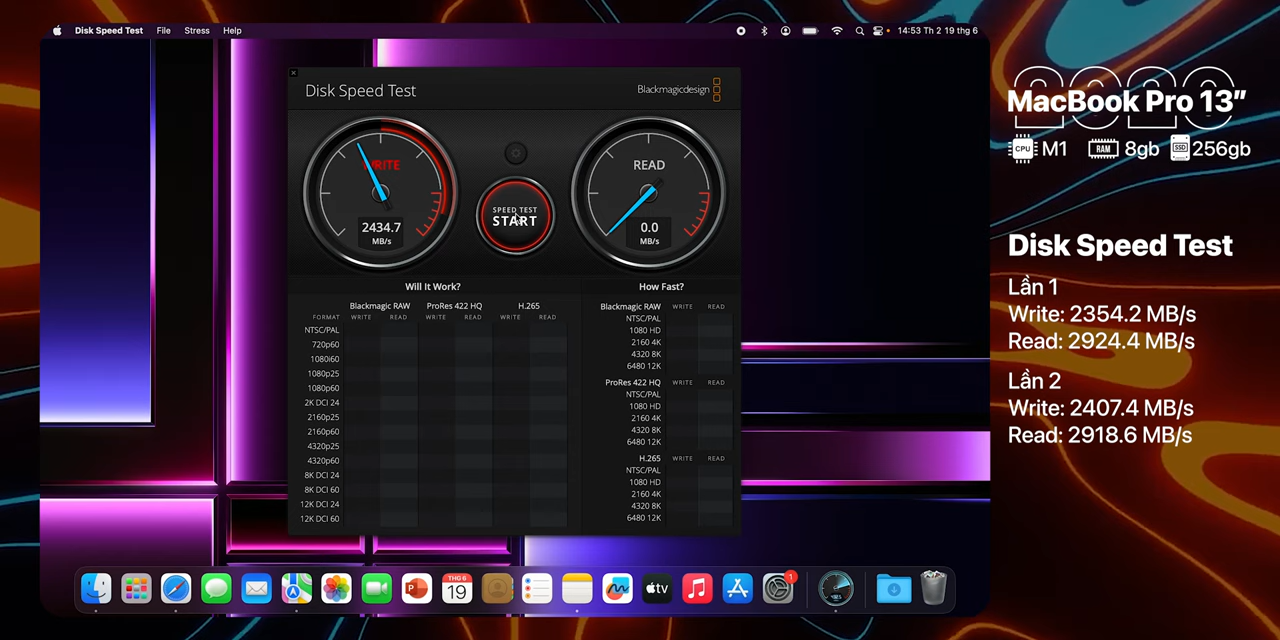 Disk Speed Test File Stress Help
14:53 Th 2 19 thg 6
Disk Speed Test
Blackmagicdesign
WRITE
2434.7
MB/s
SPEED TEST
START
READ
0.0
MB/s
Will It Work?
Blackmagic RAW ProRes 422 HQ H.265
FORMAT WRITE READ WRITE READ WRITE READ
NTSC/PAL
720p60
1080i60
1080p25
1080p60
2K DCI 24
2160p25
2160p60
4320p25
4320p60
8K DCI 24
8K DCI 60
12K DCI 24
12K DCI 60
How Fast?
Blackmagic RAW WRITE READ
NTSC/PAL
1080 HD
2160 4K
4320 8K
6480 12K
ProRes 422 HQ WRITE READ
NTSC/PAL
1080 HD
2160 4K
4320 8K
6480 12K
H.265 WRITE READ
NTSC/PAL
1080 HD
2160 4K
4320 8K
6480 12K
THG 6
19
P
tv
1
2020
MacBook Pro 13”
CPU M1 RAM 8gb SSD 256gb
Disk Speed Test
Lần 1
Write: 2354.2 MB/s
Read: 2924.4 MB/s
Lần 2
Write: 2407.4 MB/s
Read: 2918.6 MB/s